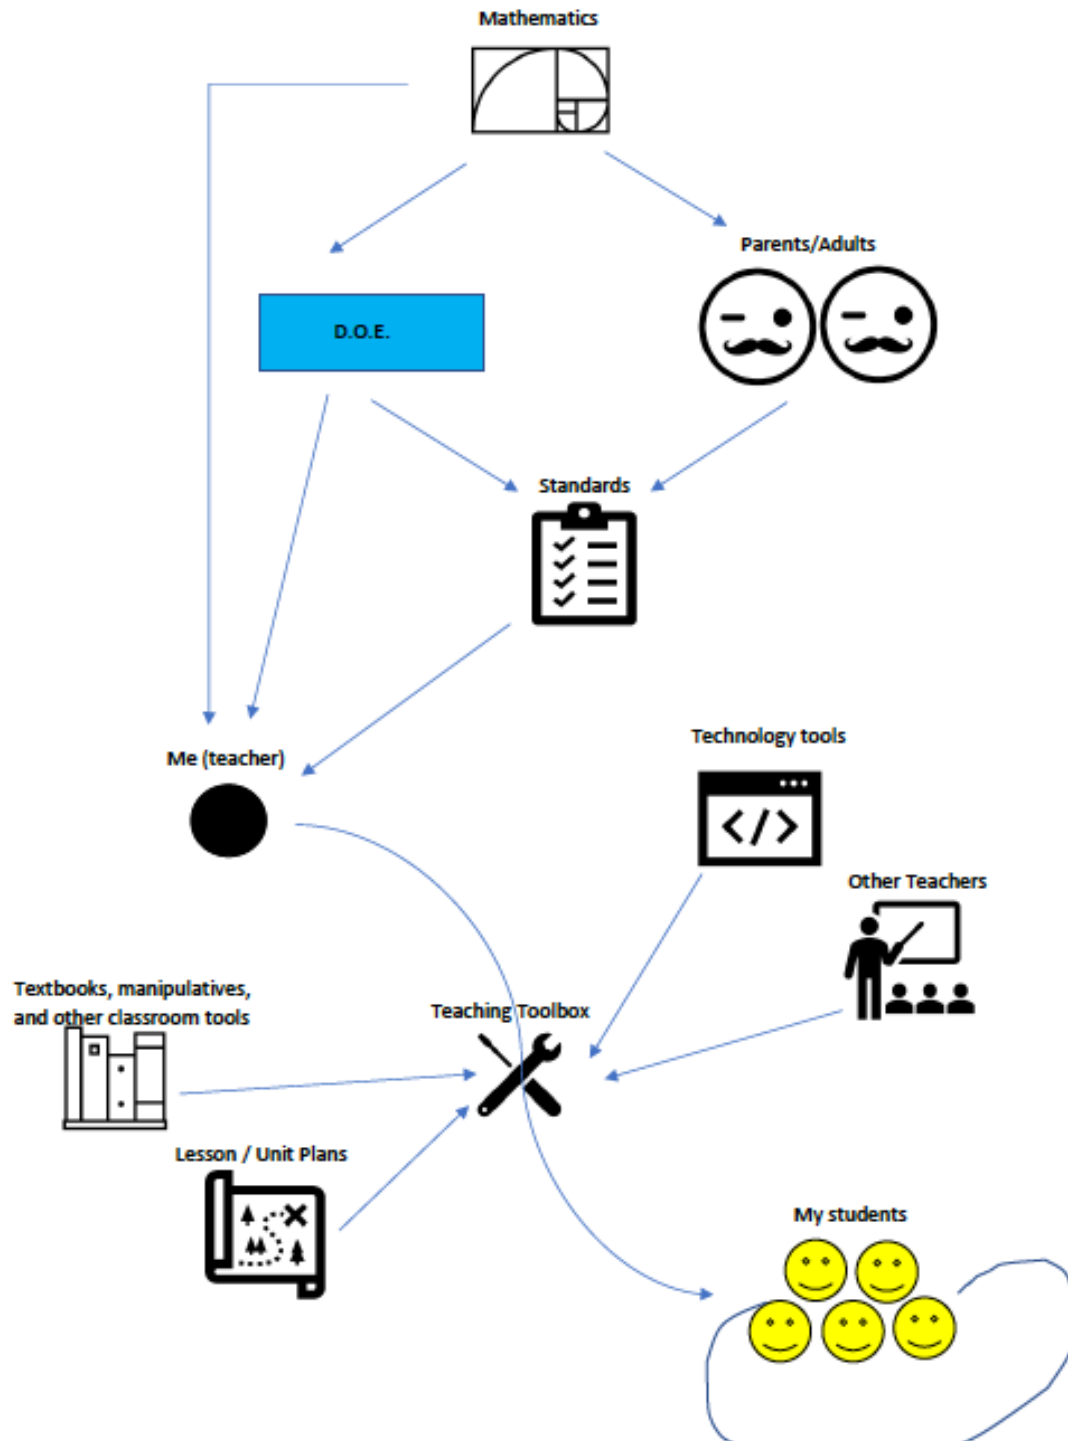 Mathematics
Parents/Adults
D.O.E.
Standards
Technology tools
Me (teacher)
Other Teachers
Textbooks, manipulatives,
and other classroom tools
Teaching Toolbox
Lesson / Unit Plans
My students